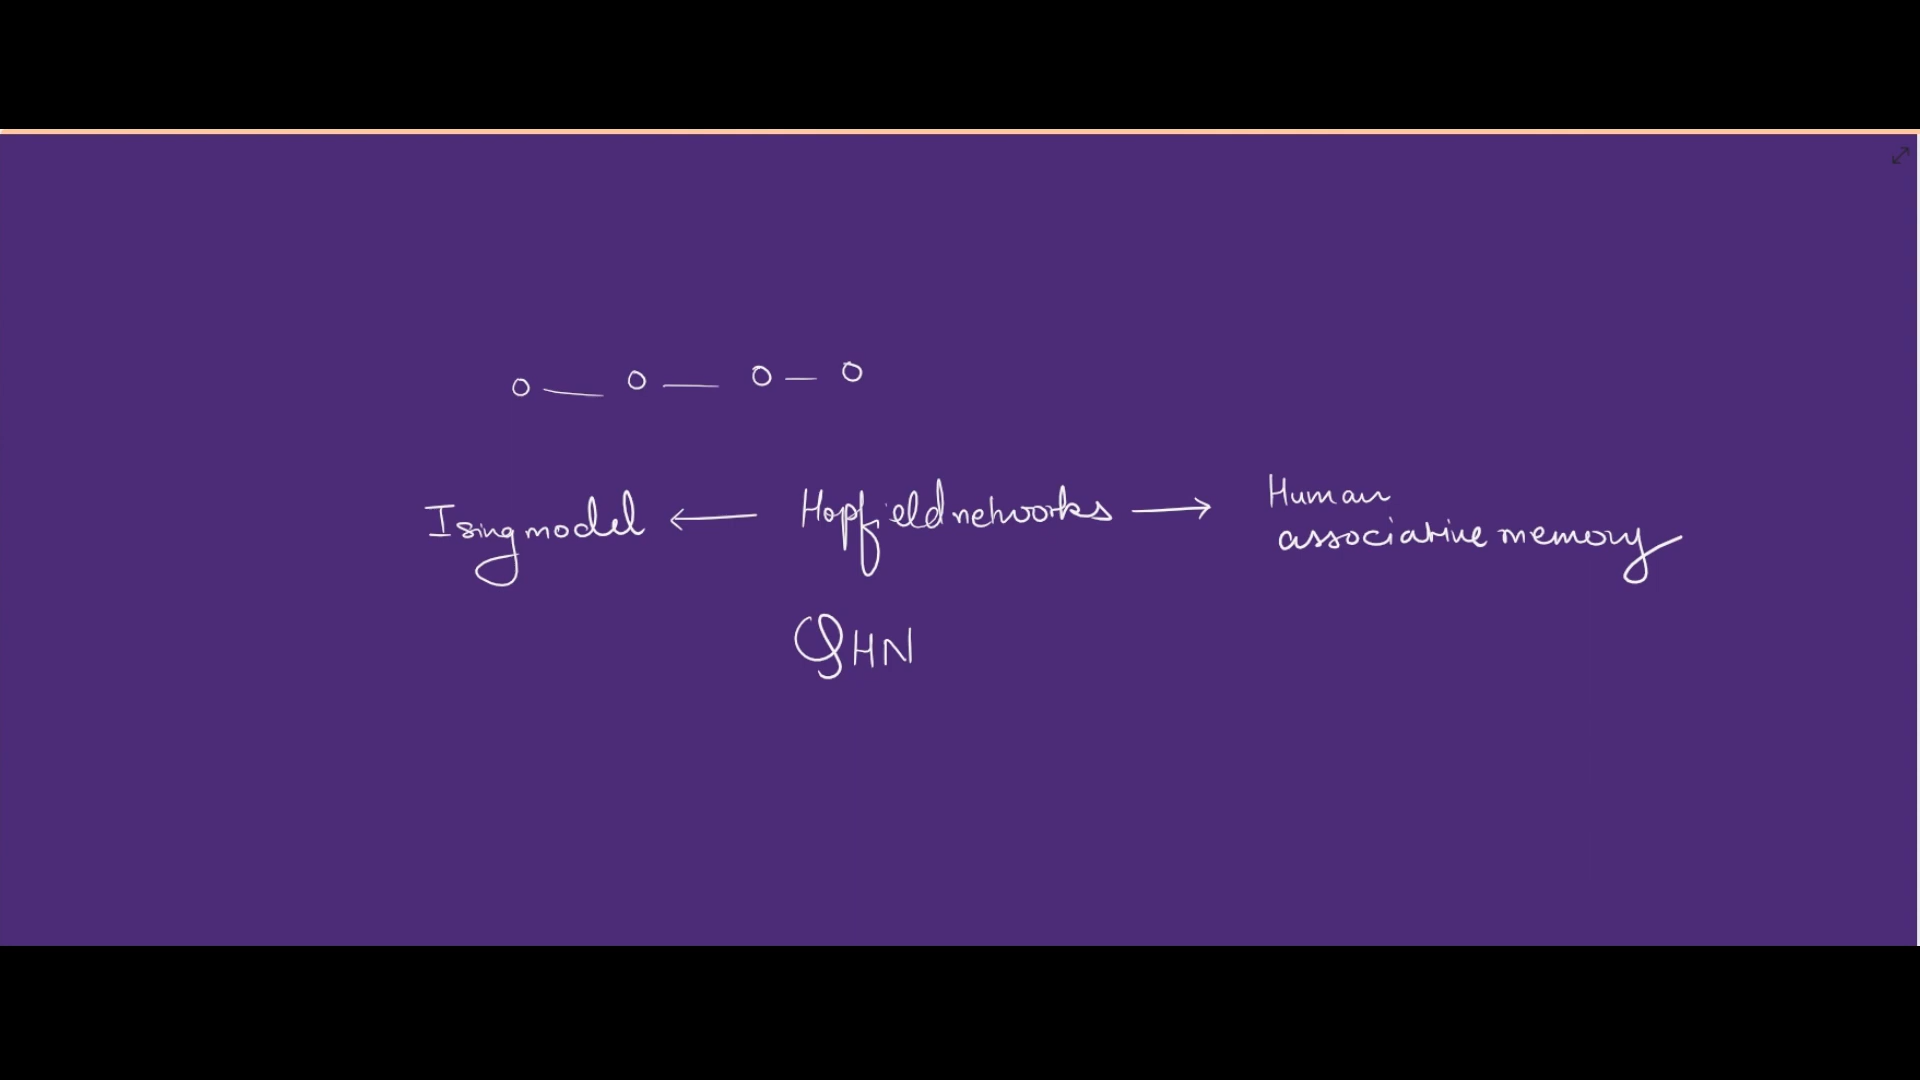 Ising model ← Hopfield networks → Human associative memory
QHN